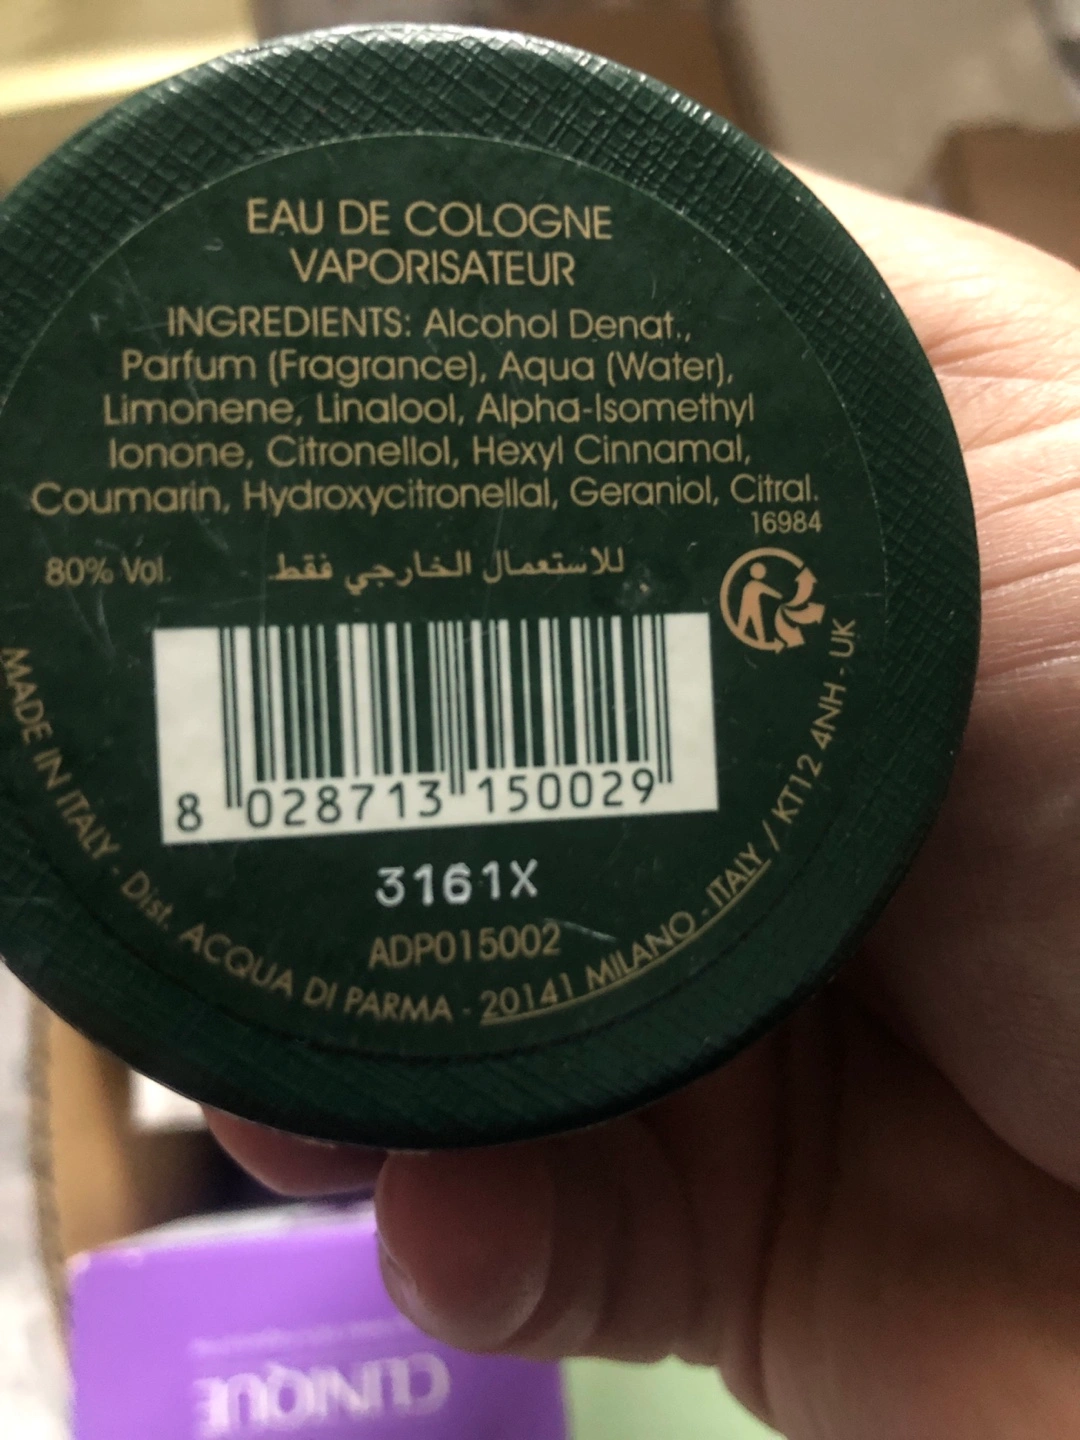 EAU DE COLOGNE
VAPORISATEUR
INGREDIENTS: Alcohol Denat.,
Parfum (Fragrance), Aqua (Water),
Limonene, Linalool, Alpha-Isomethyl
Ionone, Citronellol, Hexyl Cinnamal,
Coumarin, Hydroxycitronellal, Geraniol, Citral.
16984
80% Vol.
للاستعمال الخارجي فقط
8 028713 150029
3161X
ADP015002
MADE IN ITALY - Dist. ACQUA DI PARMA - 20141 MILANO - ITALY / KT12 4NH - UK
CLINIQUE